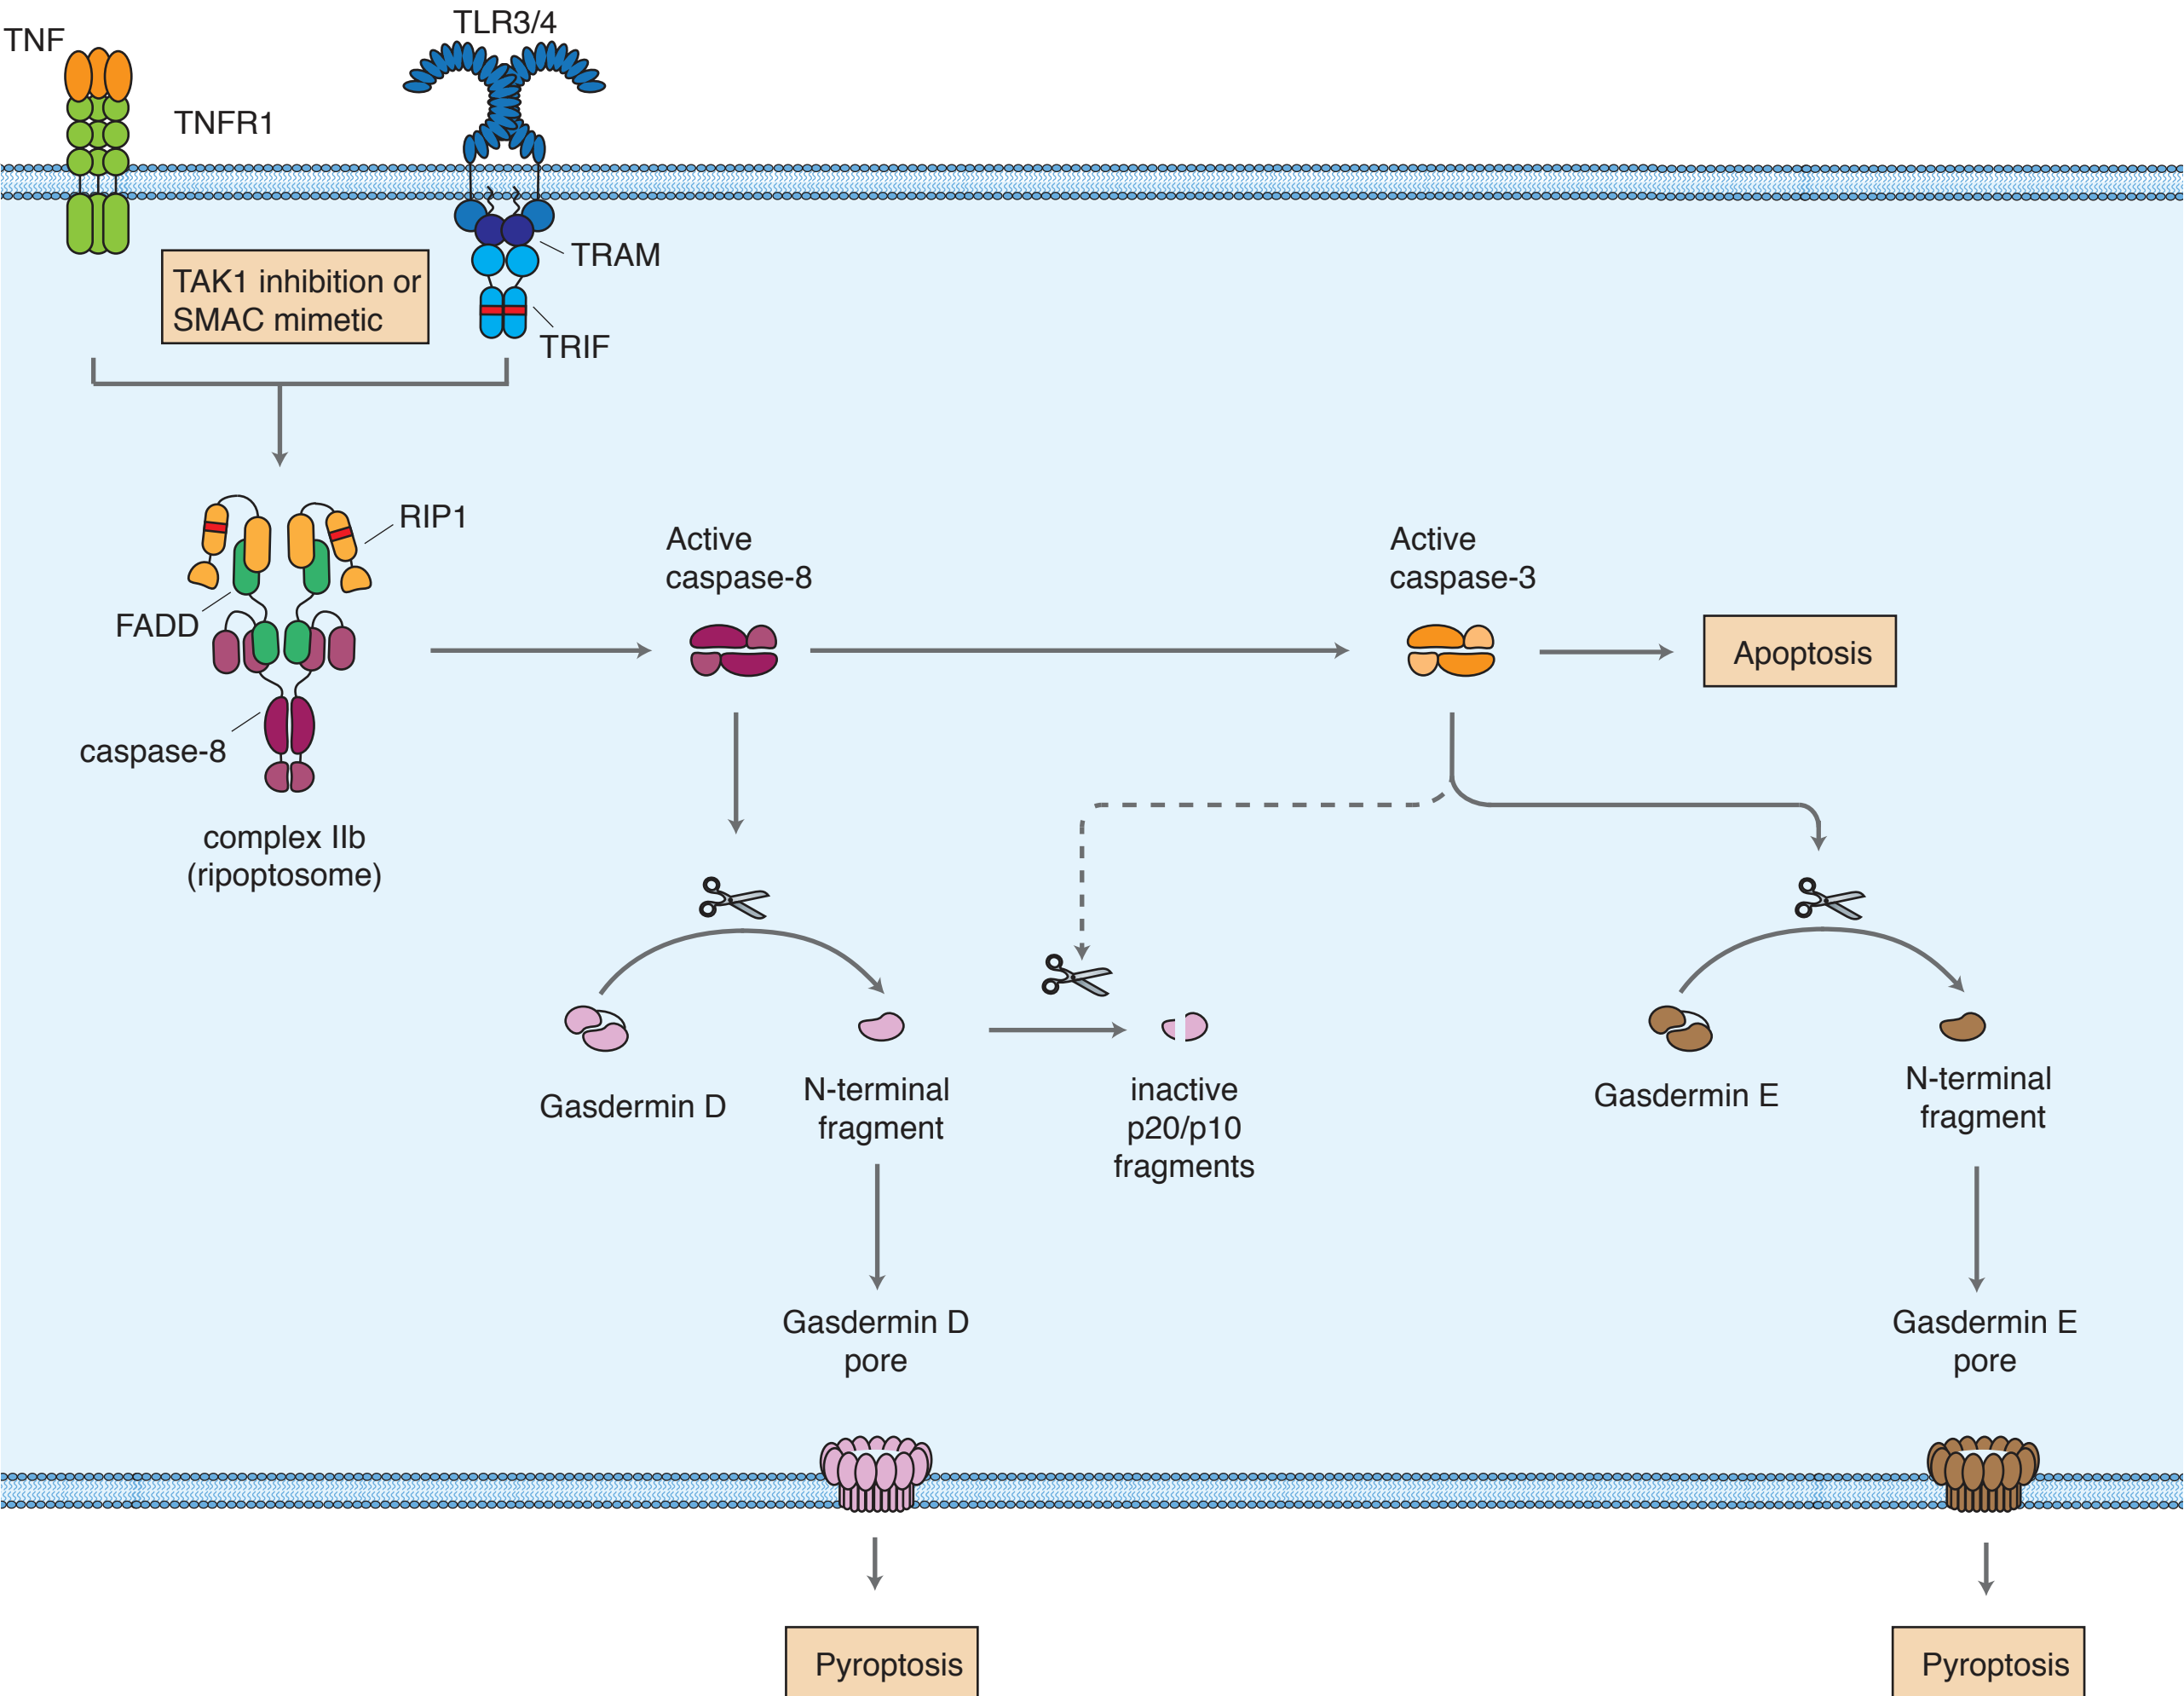 TNF
TLR3/4
TNFR1
TRAM
TAK1 inhibition or
SMAC mimetic
TRIF
RIP1
FADD
caspase-8
complex IIb
(ripoptosome)
Active
caspase-8
Active
caspase-3
Apoptosis
Gasdermin D
N-terminal
fragment
inactive
p20/p10
fragments
Gasdermin E
N-terminal
fragment
Gasdermin D
pore
Gasdermin E
pore
Pyroptosis
Pyroptosis